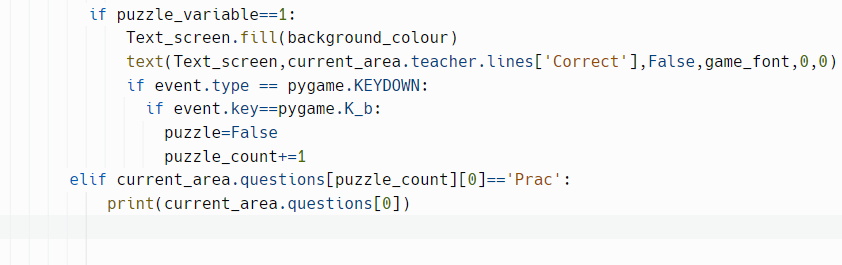 if puzzle_variable==1:
Text_screen.fill(background_colour)
text(Text_screen,current_area.teacher.lines['Correct'],False,game_font,0,0)
if event.type == pygame.KEYDOWN:
if event.key==pygame.K_b:
puzzle=False
puzzle_count+=1
elif current_area.questions[puzzle_count][0]=='Prac':
print(current_area.questions[0])